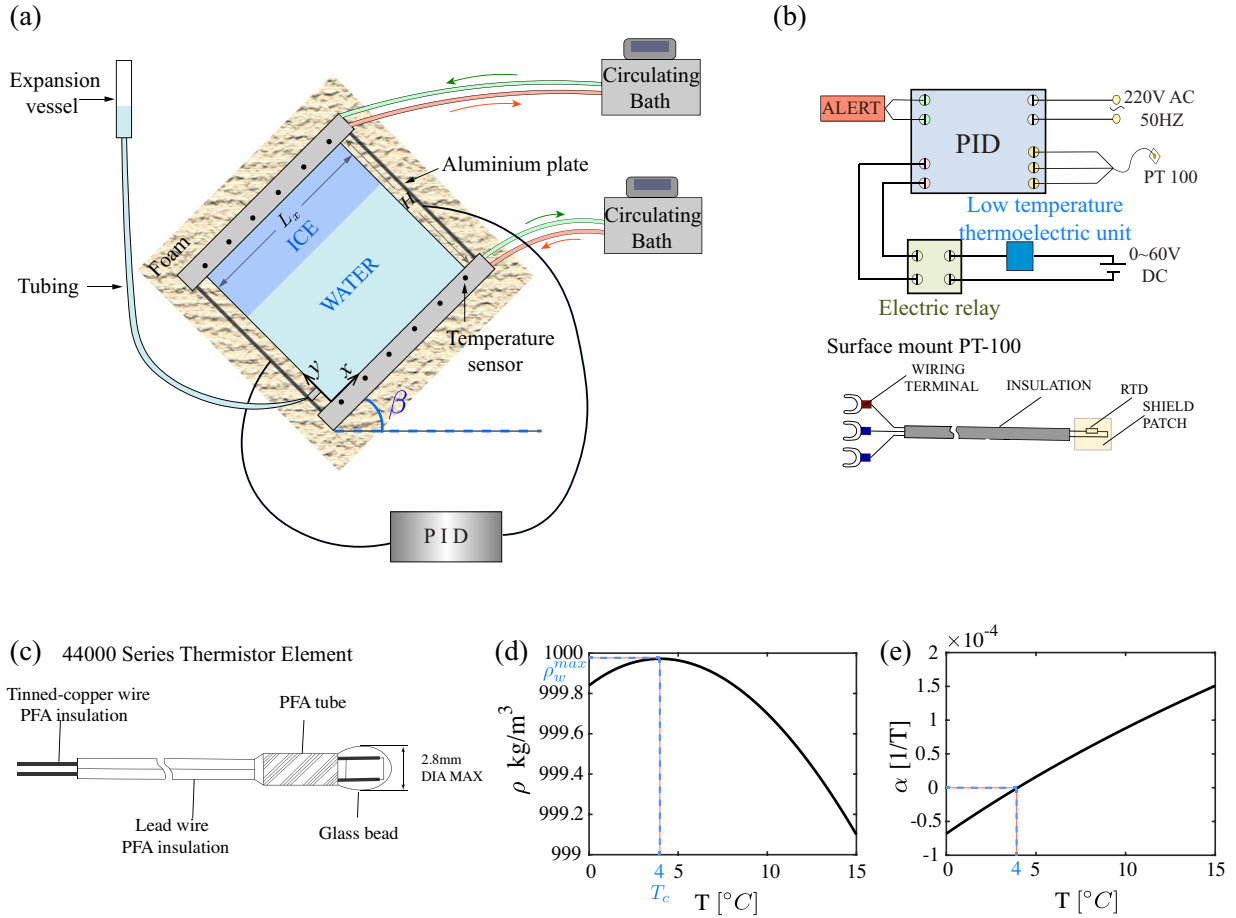 (a)
Expansion
vessel
Tubing
Foam
L_x
ICE
H
WATER
y
x
β
Aluminium plate
Temperature
sensor
Circulating
Bath
Circulating
Bath
P I D
(b)
ALERT
PID
220V AC
50HZ
PT 100
Low temperature
thermoelectric unit
0~60V
DC
Electric relay
Surface mount PT-100
WIRING
TERMINAL
INSULATION
RTD
SHIELD
PATCH
(c)
44000 Series Thermistor Element
Tinned-copper wire
PFA insulation
PFA tube
2.8mm
DIA MAX
Lead wire
PFA insulation
Glass bead
(d)
1000
ρ_w^{max}
999.8
999.6
999.4
999.2
999
ρ kg/m^3
0
4
5
10
15
T_c
T [°C]
(e)
×10^{-4}
2
1.5
1
0.5
0
-0.5
-1
α [1/T]
0
4
5
10
15
T [°C]